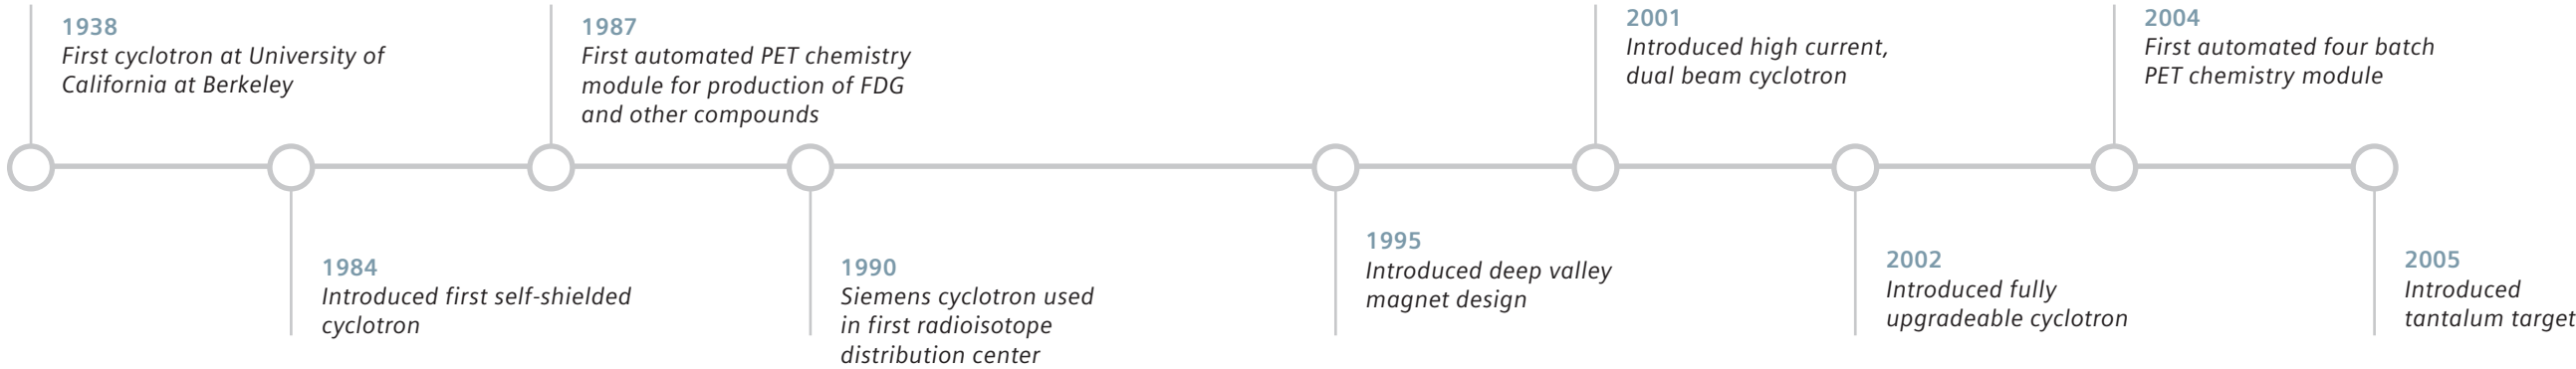 1938
First cyclotron at University of
California at Berkeley
1984
Introduced first self-shielded
cyclotron
1987
First automated PET chemistry
module for production of FDG
and other compounds
1990
Siemens cyclotron used
in first radioisotope
distribution center
1995
Introduced deep valley
magnet design
2001
Introduced high current,
dual beam cyclotron
2002
Introduced fully
upgradeable cyclotron
2004
First automated four batch
PET chemistry module
2005
Introduced
tantalum target